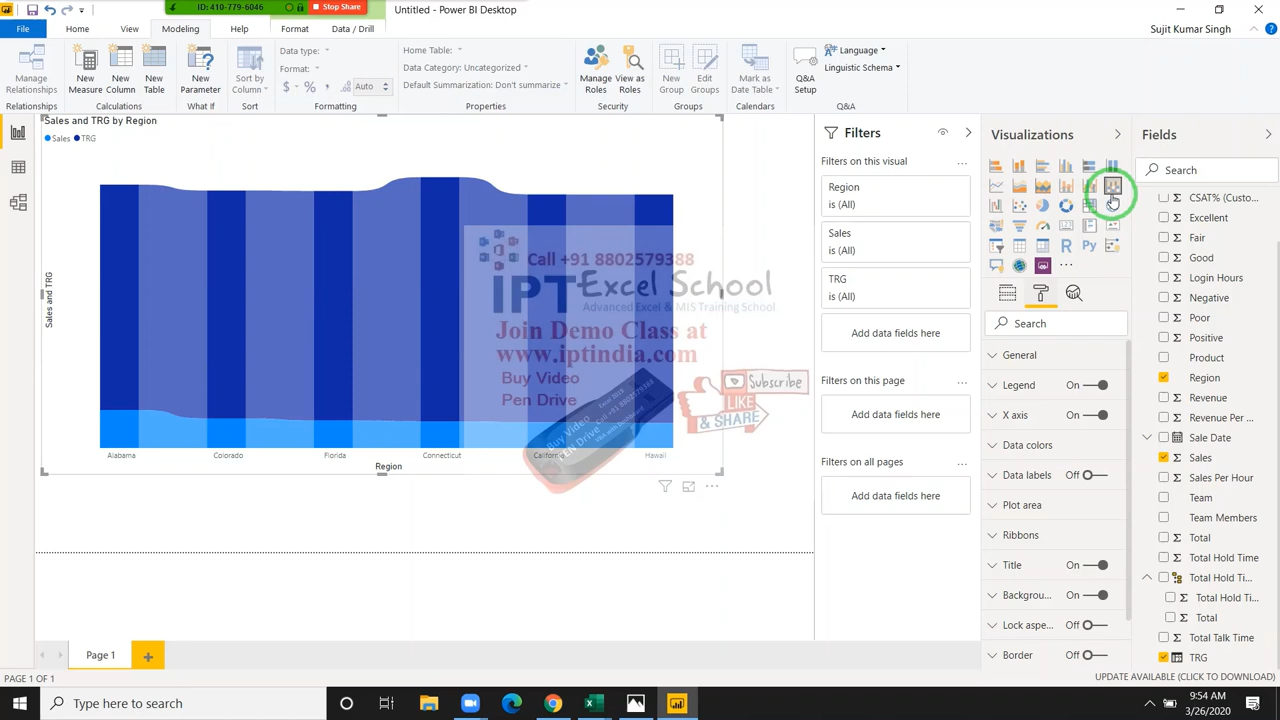 ID: 410-779-6046
Stop Share
Untitled - Power BI Desktop
Sujit Kumar Singh
File
Home
View
Modeling
Help
Format
Data / Drill
Manage Relationships
New Measure
New Column
New Table
New Parameter
Sort by Column
Data type:
Format:
$ % , Auto
Home Table:
Data Category: Uncategorized
Default Summarization: Don't summarize
Manage Roles
View as Roles
New Group
Edit Groups
Mark as Date Table
Q&A Setup
Language
Linguistic Schema
Relationships
Calculations
What If
Sort
Formatting
Properties
Security
Groups
Calendars
Q&A
Sales and TRG by Region
Sales TRG
Sales and TRG
Alabama
Colorado
Florida
Connecticut
California
Hawaii
Region
Call +91 8802579388
IPT Excel School
Advanced Excel & MIS Training School
Join Demo Class at
www.iptindia.com
Buy Video
Pen Drive
Subscribe
LIKE
& SHARE
Filters
Filters on this visual
Region
is (All)
Sales
is (All)
TRG
is (All)
Add data fields here
Filters on this page
Add data fields here
Filters on all pages
Add data fields here
Visualizations
R
Py
Search
General
Legend On
X axis On
Data colors
Data labels Off
Plot area
Ribbons
Title On
Backgrou... On
Lock aspe... Off
Border Off
Fields
Search
CSAT% (Custo...
Excellent
Fair
Good
Login Hours
Negative
Poor
Positive
Product
Region
Revenue
Revenue Per ...
Sale Date
Sales
Sales Per Hour
Team
Team Members
Total
Total Hold Time
Total Hold Ti...
Total Hold Ti...
Total
Total Talk Time
TRG
Page 1
PAGE 1 OF 1
UPDATE AVAILABLE (CLICK TO DOWNLOAD)
Type here to search
9:54 AM
3/26/2020